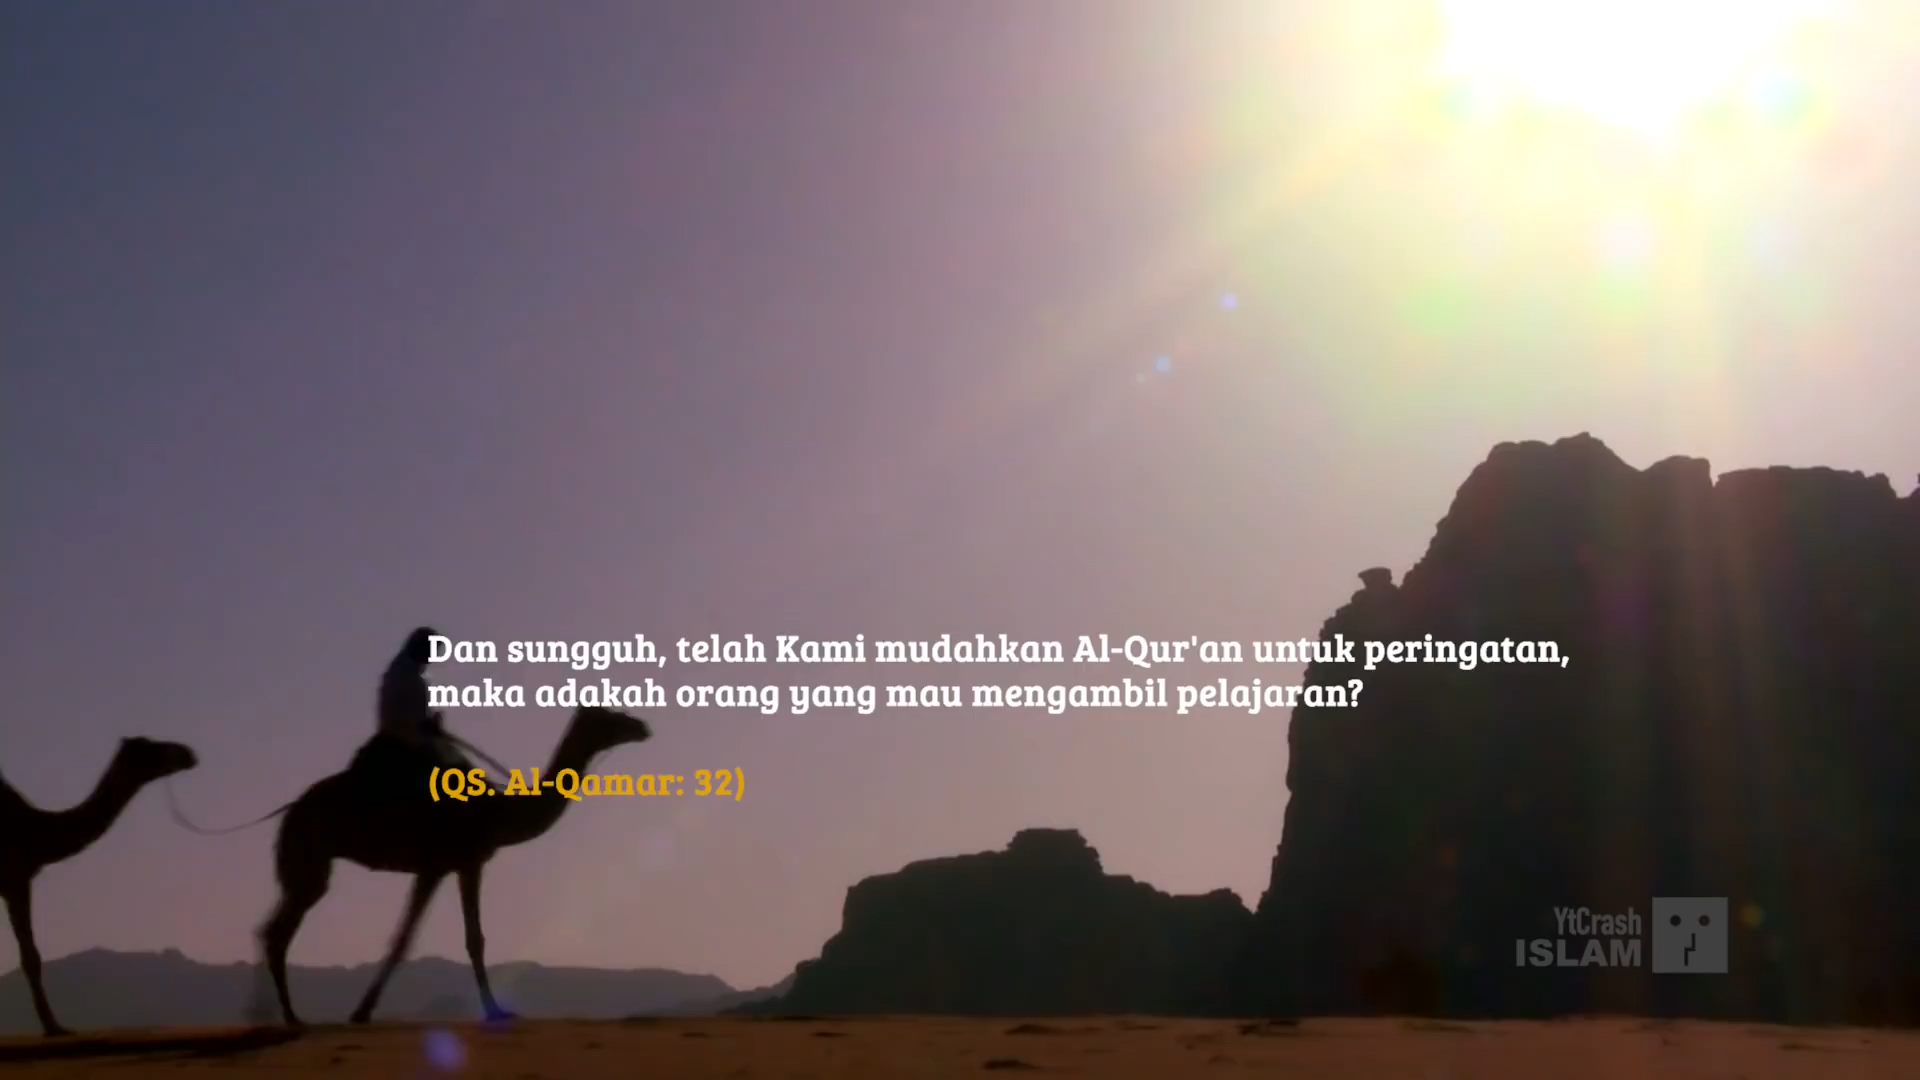 Dan sungguh, telah Kami mudahkan Al-Qur'an untuk peringatan,
maka adakah orang yang mau mengambil pelajaran?
(QS. Al-Qamar: 32)
YtCrash
ISLAM